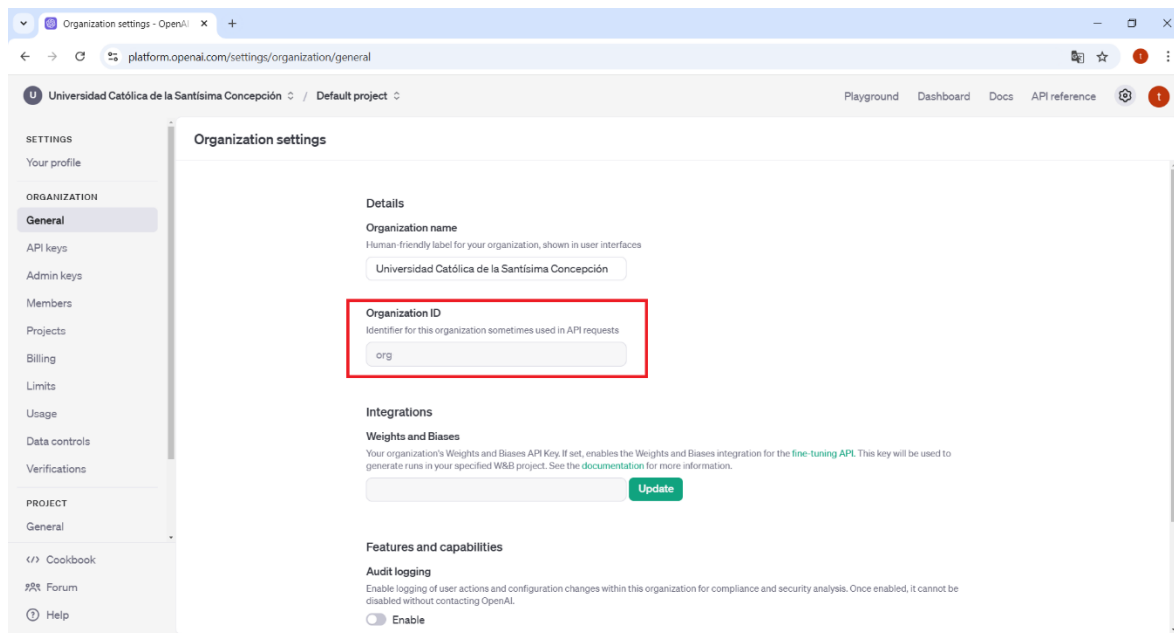 Organization settings - OpenAI
platform.openai.com/settings/organization/general
U Universidad Católica de la Santísima Concepción / Default project
Playground Dashboard Docs API reference t
SETTINGS
Your profile
ORGANIZATION
General
API keys
Admin keys
Members
Projects
Billing
Limits
Usage
Data controls
Verifications
PROJECT
General
Cookbook
Forum
Help
Organization settings
Details
Organization name
Human-friendly label for your organization, shown in user interfaces
Universidad Católica de la Santísima Concepción
Organization ID
Identifier for this organization sometimes used in API requests
org
Integrations
Weights and Biases
Your organization's Weights and Biases API Key. If set, enables the Weights and Biases integration for the fine-tuning API. This key will be used to
generate runs in your specified W&B project. See the documentation for more information.
Update
Features and capabilities
Audit logging
Enable logging of user actions and configuration changes within this organization for compliance and security analysis. Once enabled, it cannot be
disabled without contacting OpenAI.
Enable